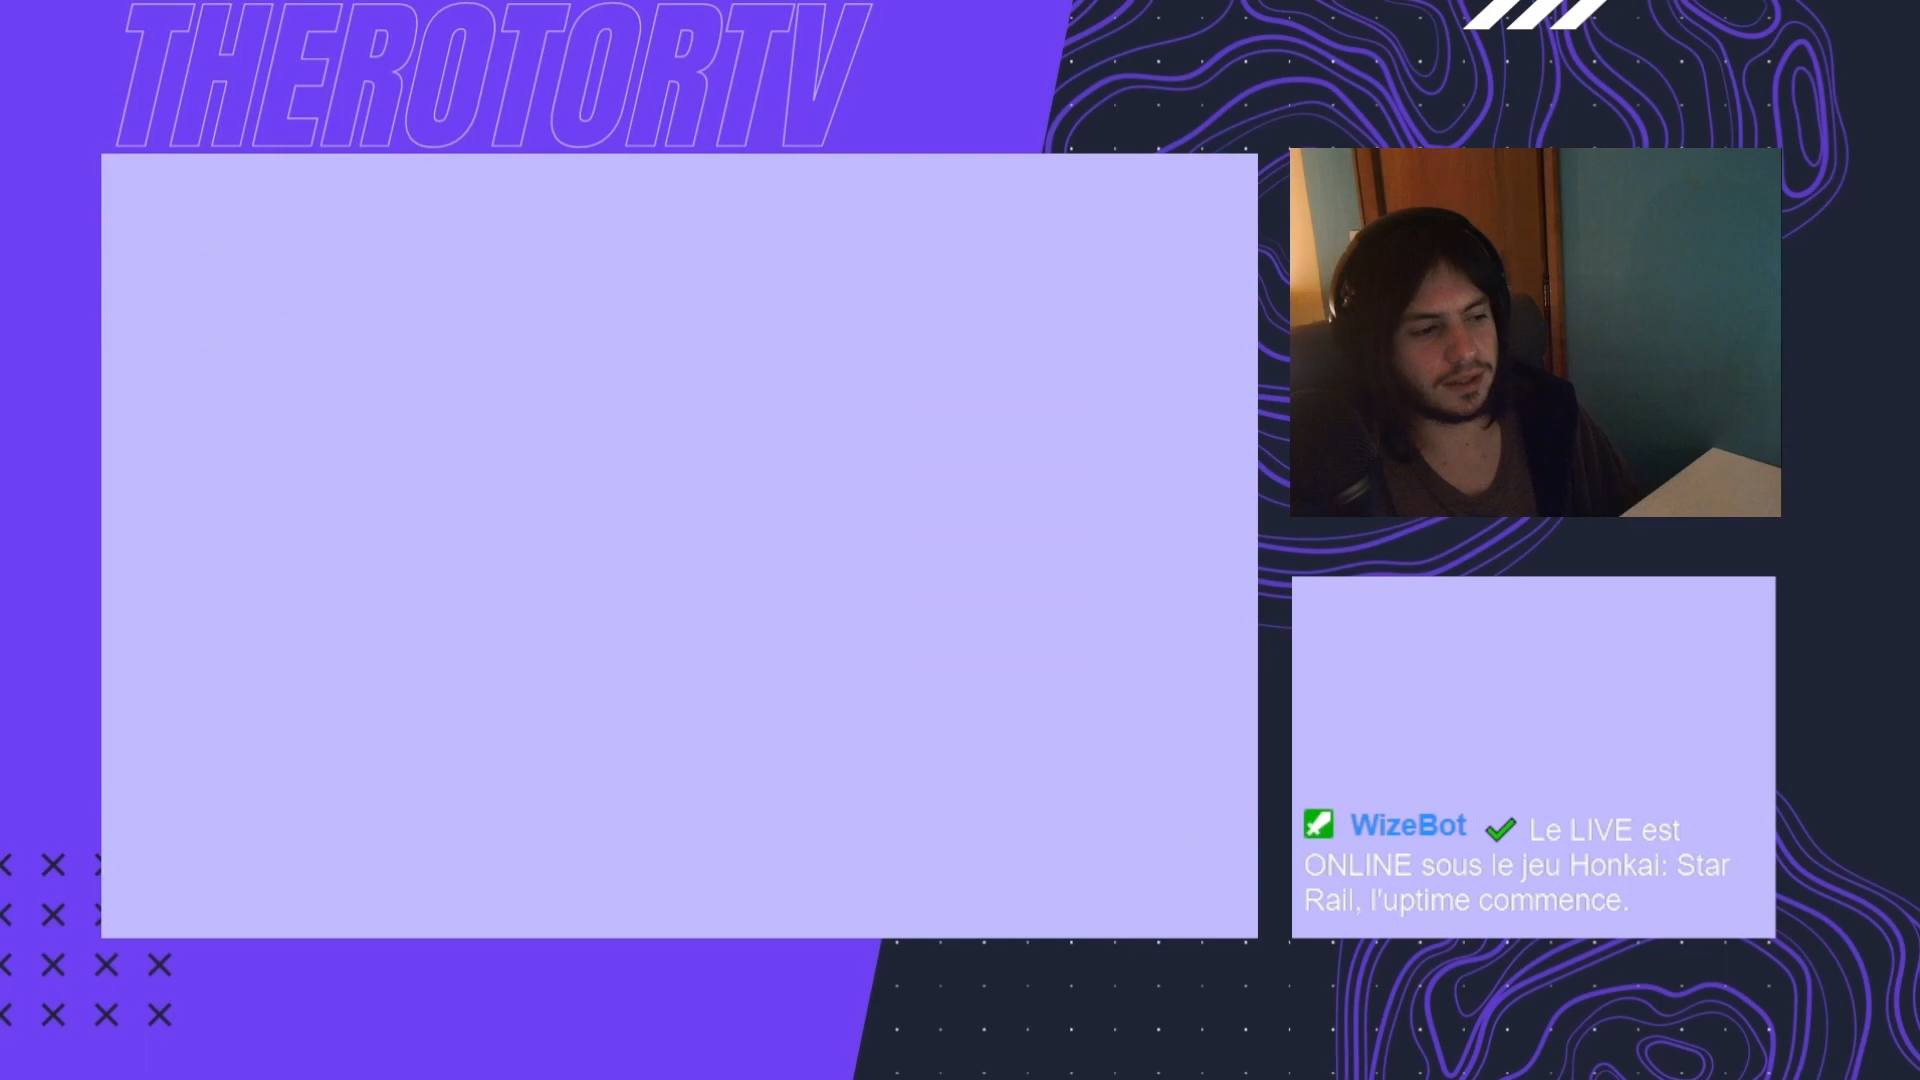 THEROTORTV
WizeBot Le LIVE est
ONLINE sous le jeu Honkai: Star
Rail, l'uptime commence.